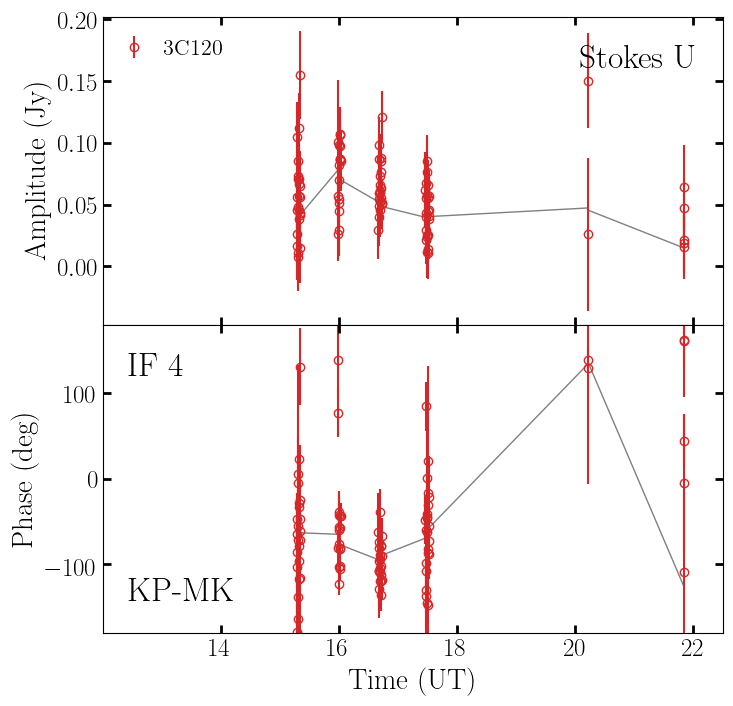 0.20
3C120
Stokes U
0.15
0.10
0.05
0.00
Amplitude (Jy)
IF 4
100
0
−100
Phase (deg)
KP-MK
14 16 18 20 22
Time (UT)